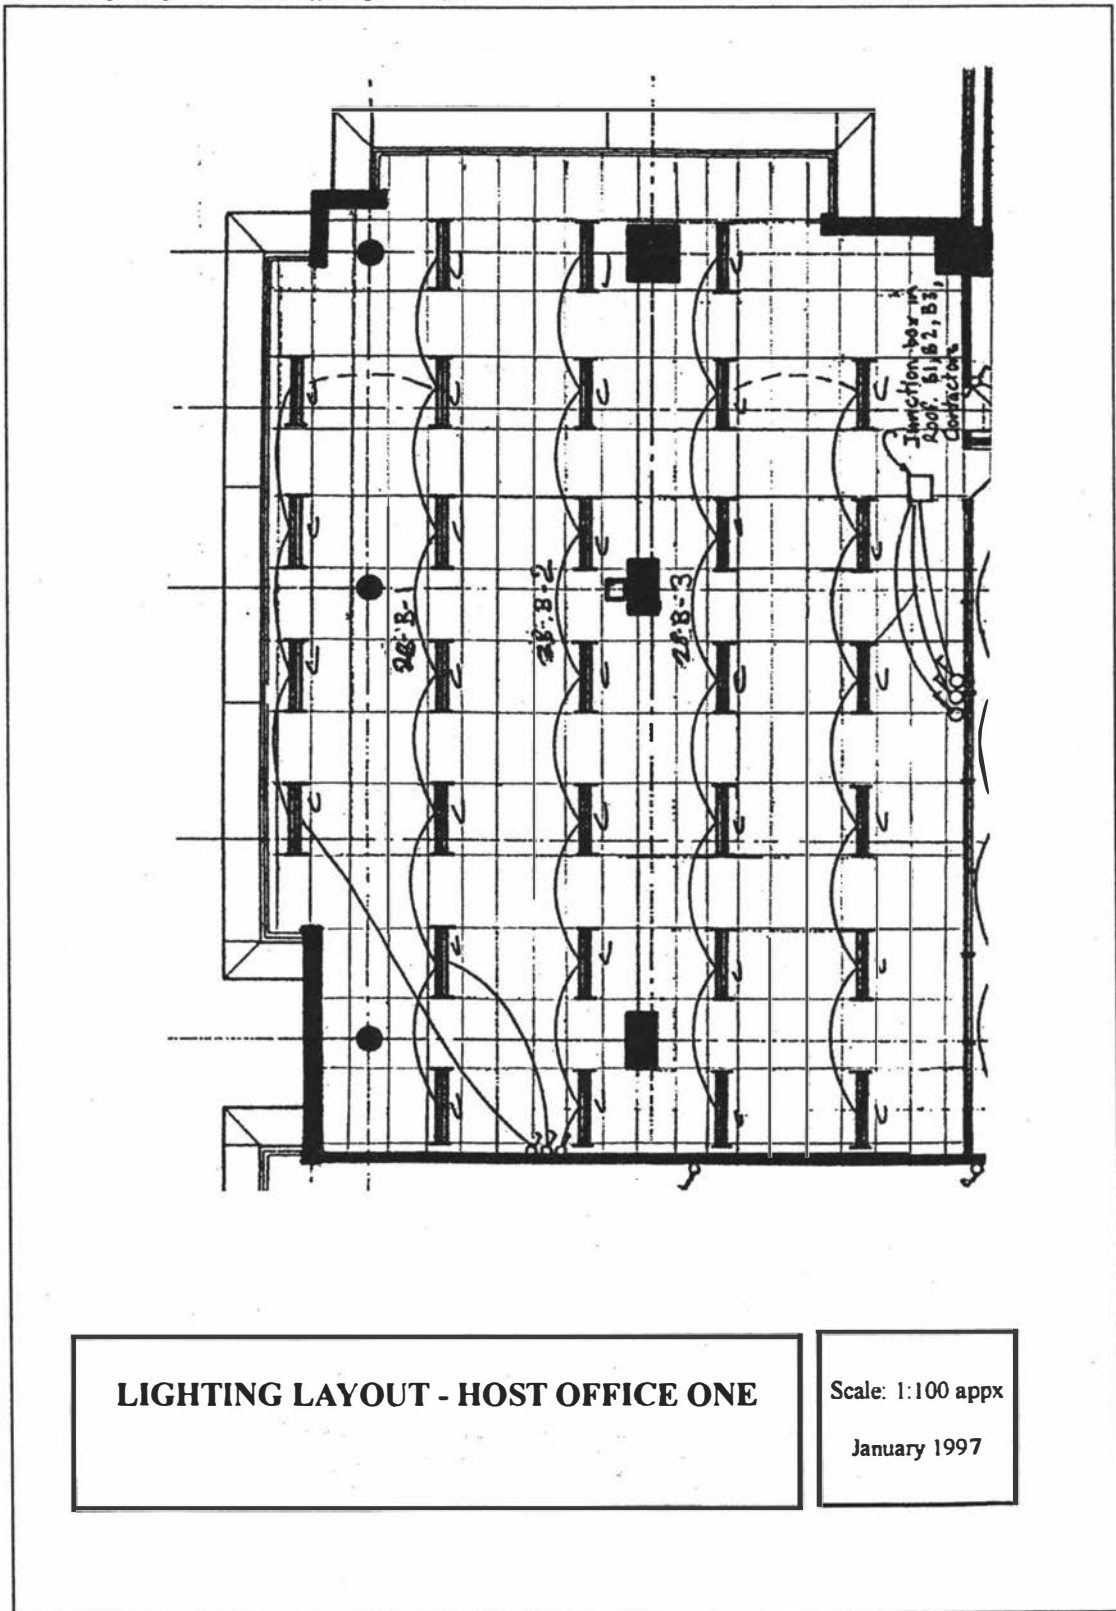 Junction box in
Roof. B1, B2, B3,
Contactors
2B-B-1
2B-B-2
2B-B-3
LIGHTING LAYOUT - HOST OFFICE ONE
Scale: 1:100 appx
January 1997